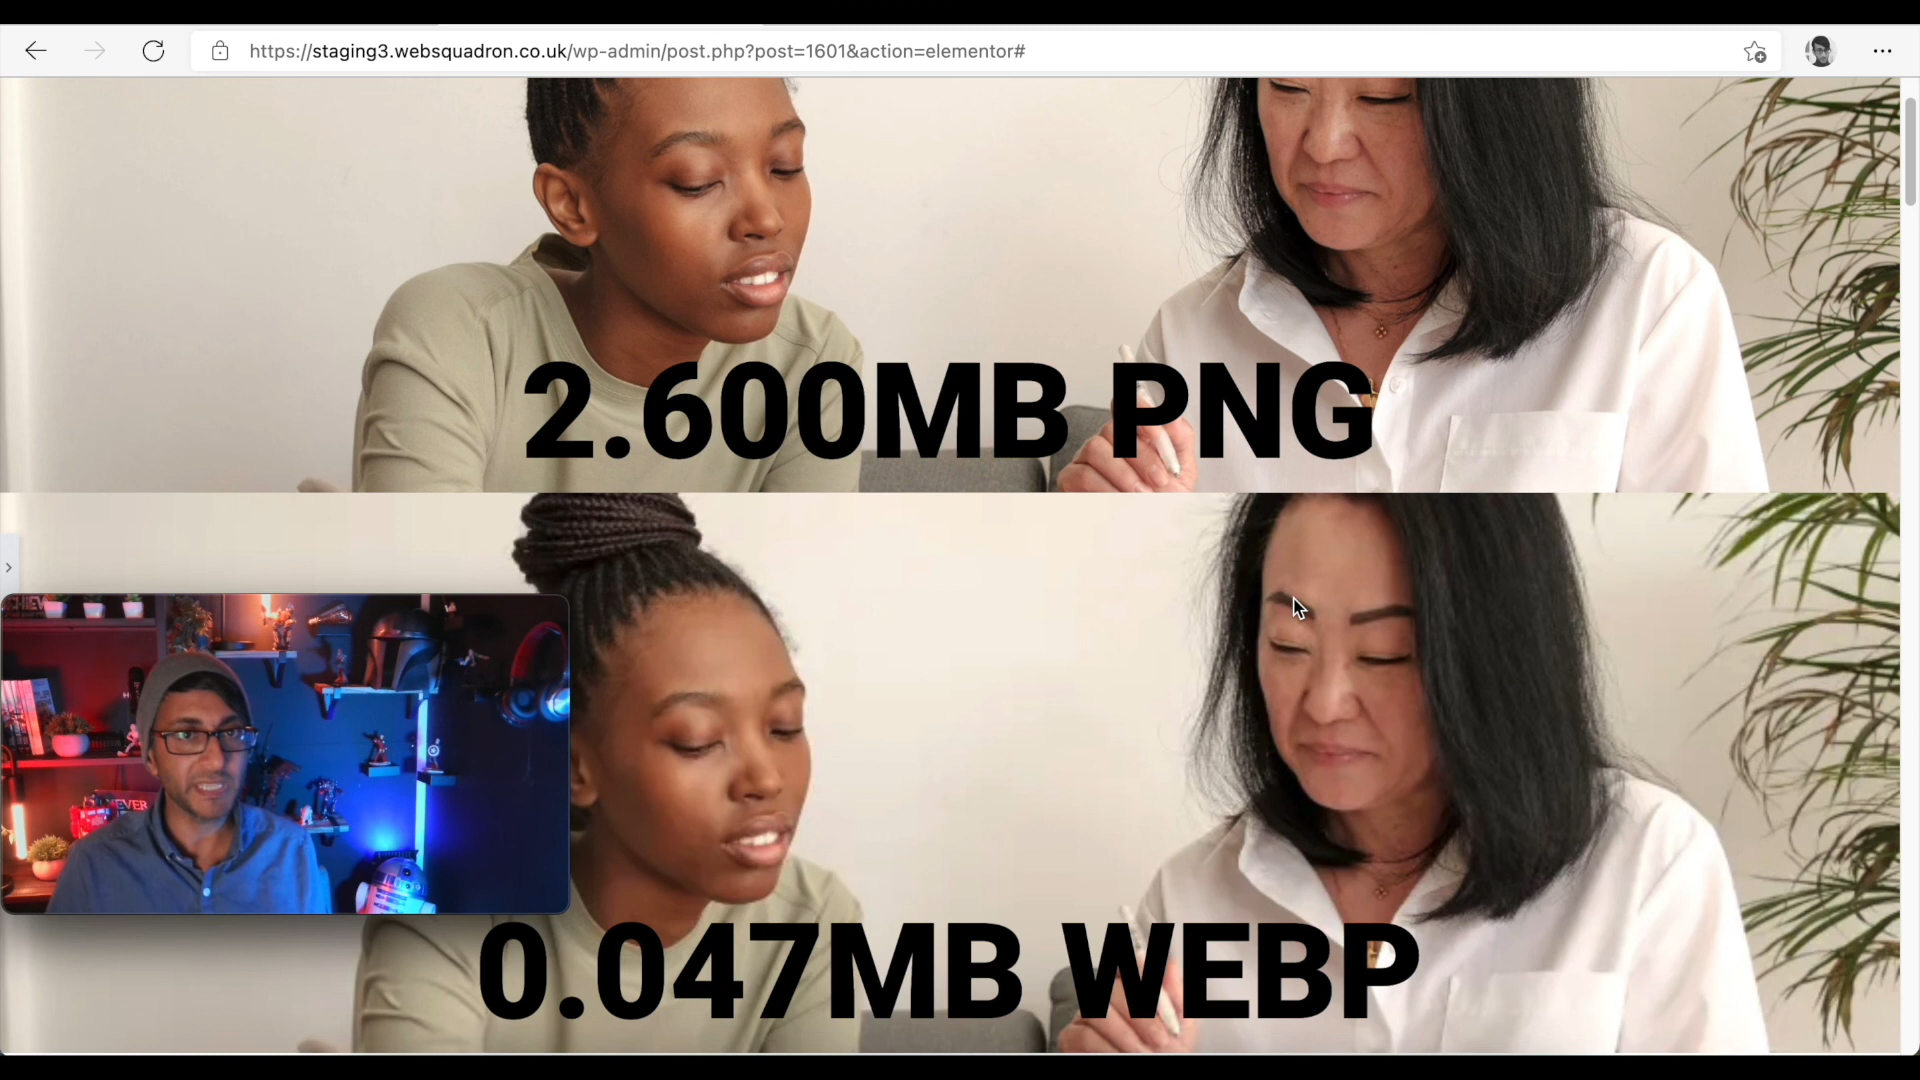 https://staging3.websquadron.co.uk/wp-admin/post.php?post=1601&action=elementor#
2.600MB PNG
0.047MB WEBP